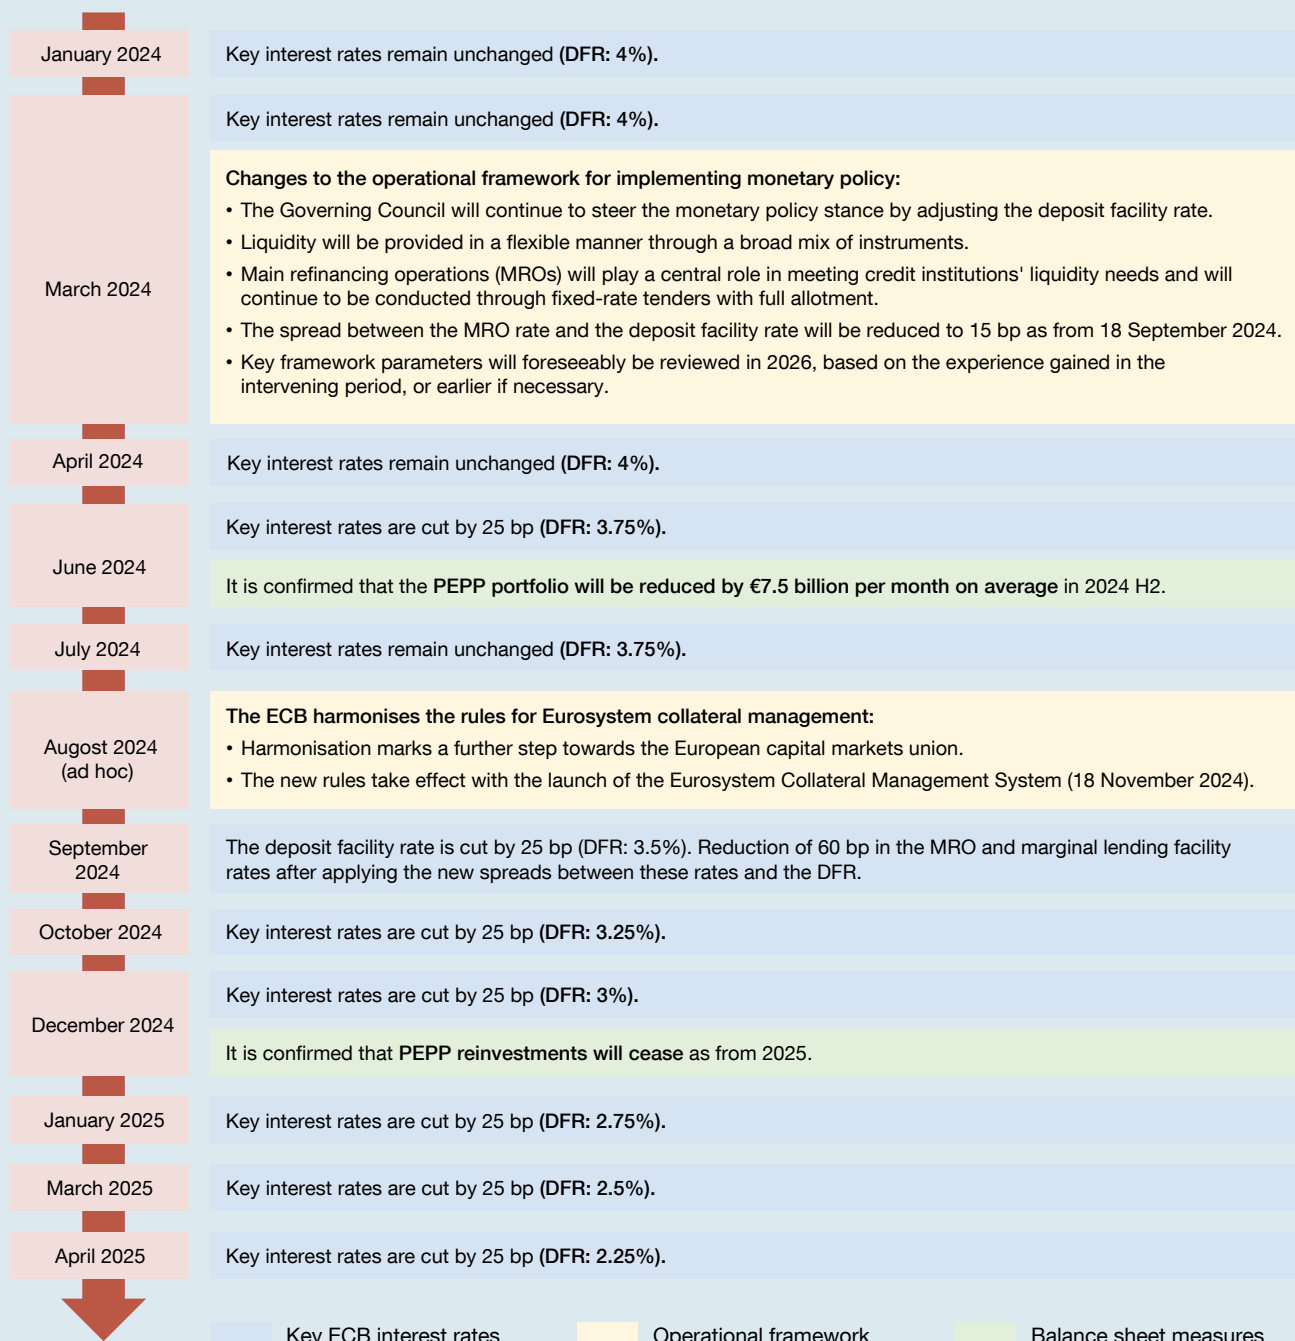 January 2024
Key interest rates remain unchanged (DFR: 4%).
March 2024
Key interest rates remain unchanged (DFR: 4%).
Changes to the operational framework for implementing monetary policy:
• The Governing Council will continue to steer the monetary policy stance by adjusting the deposit facility rate.
• Liquidity will be provided in a flexible manner through a broad mix of instruments.
• Main refinancing operations (MROs) will play a central role in meeting credit institutions' liquidity needs and will
continue to be conducted through fixed-rate tenders with full allotment.
• The spread between the MRO rate and the deposit facility rate will be reduced to 15 bp as from 18 September 2024.
• Key framework parameters will foreseeably be reviewed in 2026, based on the experience gained in the
intervening period, or earlier if necessary.
April 2024
Key interest rates remain unchanged (DFR: 4%).
June 2024
Key interest rates are cut by 25 bp (DFR: 3.75%).
It is confirmed that the PEPP portfolio will be reduced by €7.5 billion per month on average in 2024 H2.
July 2024
Key interest rates remain unchanged (DFR: 3.75%).
Augost 2024
(ad hoc)
The ECB harmonises the rules for Eurosystem collateral management:
• Harmonisation marks a further step towards the European capital markets union.
• The new rules take effect with the launch of the Eurosystem Collateral Management System (18 November 2024).
September
2024
The deposit facility rate is cut by 25 bp (DFR: 3.5%). Reduction of 60 bp in the MRO and marginal lending facility
rates after applying the new spreads between these rates and the DFR.
October 2024
Key interest rates are cut by 25 bp (DFR: 3.25%).
December 2024
Key interest rates are cut by 25 bp (DFR: 3%).
It is confirmed that PEPP reinvestments will cease as from 2025.
January 2025
Key interest rates are cut by 25 bp (DFR: 2.75%).
March 2025
Key interest rates are cut by 25 bp (DFR: 2.5%).
April 2025
Key interest rates are cut by 25 bp (DFR: 2.25%).
Key ECB interest rates
Operational framework
Balance sheet measures